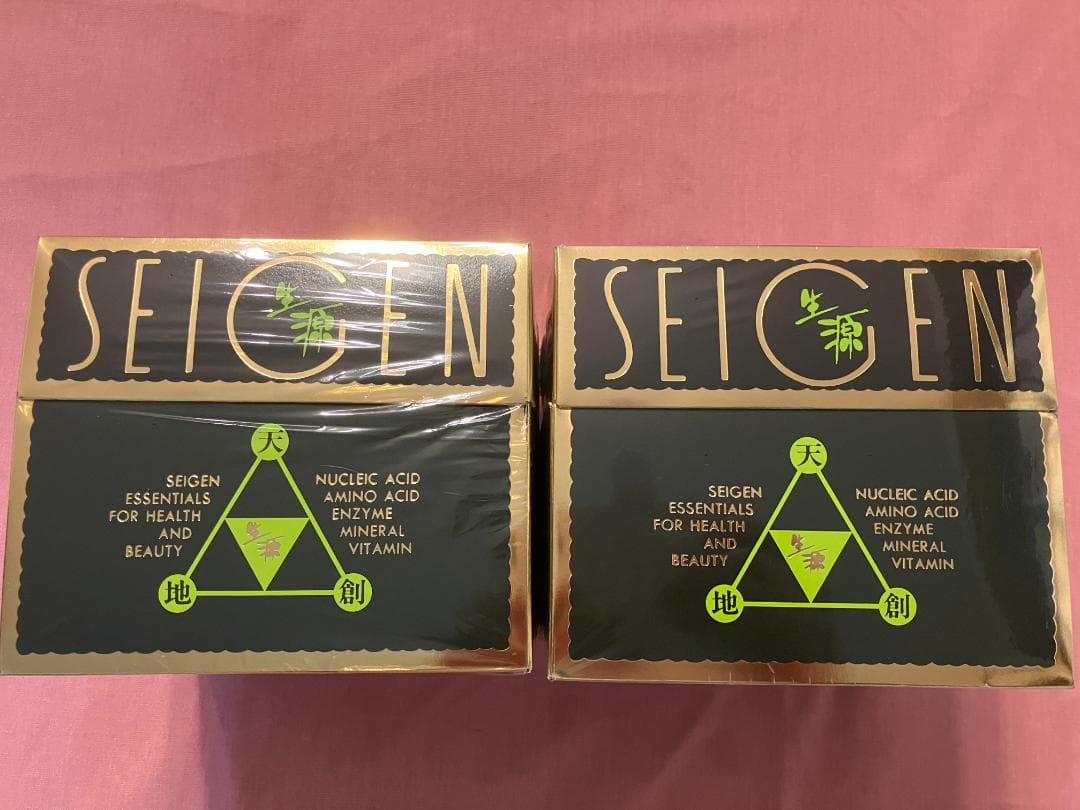 SEIGEN
生源
天
SEIGEN
ESSENTIALS
FOR HEALTH
AND
BEAUTY
NUCLEIC ACID
AMINO ACID
ENZYME
MINERAL
VITAMIN
生源
地
創
SEIGEN
生源
天
SEIGEN
ESSENTIALS
FOR HEALTH
AND
BEAUTY
NUCLEIC ACID
AMINO ACID
ENZYME
MINERAL
VITAMIN
生源
地
創